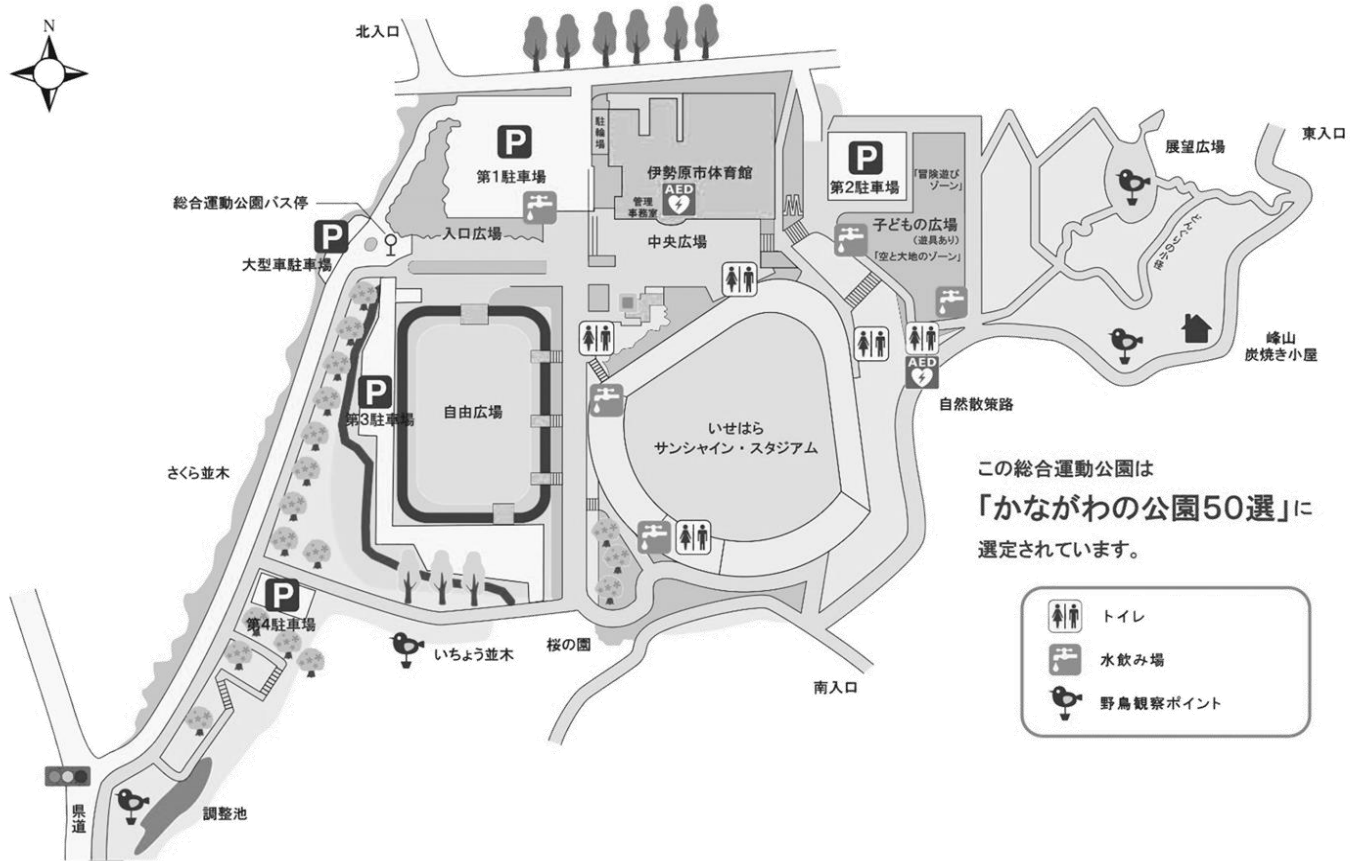 N
北入口
東入口
展望広場
駐輪場
P
第1駐車場
伊勢原市体育館
P
第2駐車場
「冒険遊び
ゾーン」
総合運動公園バス停
管理
事務室
AED
どんぐりの小径
P
大型車駐車場
入口広場
中央広場
子どもの広場
(遊具あり)
「空と大地のゾーン」
峰山
炭焼き小屋
AED
P
第3駐車場
自由広場
自然散策路
いせはら
サンシャイン・スタジアム
さくら並木
この総合運動公園は
「かながわの公園50選」に
選定されています。
P
第4駐車場
いちょう並木
桜の園
南入口
トイレ
水飲み場
野鳥観察ポイント
県道
調整池